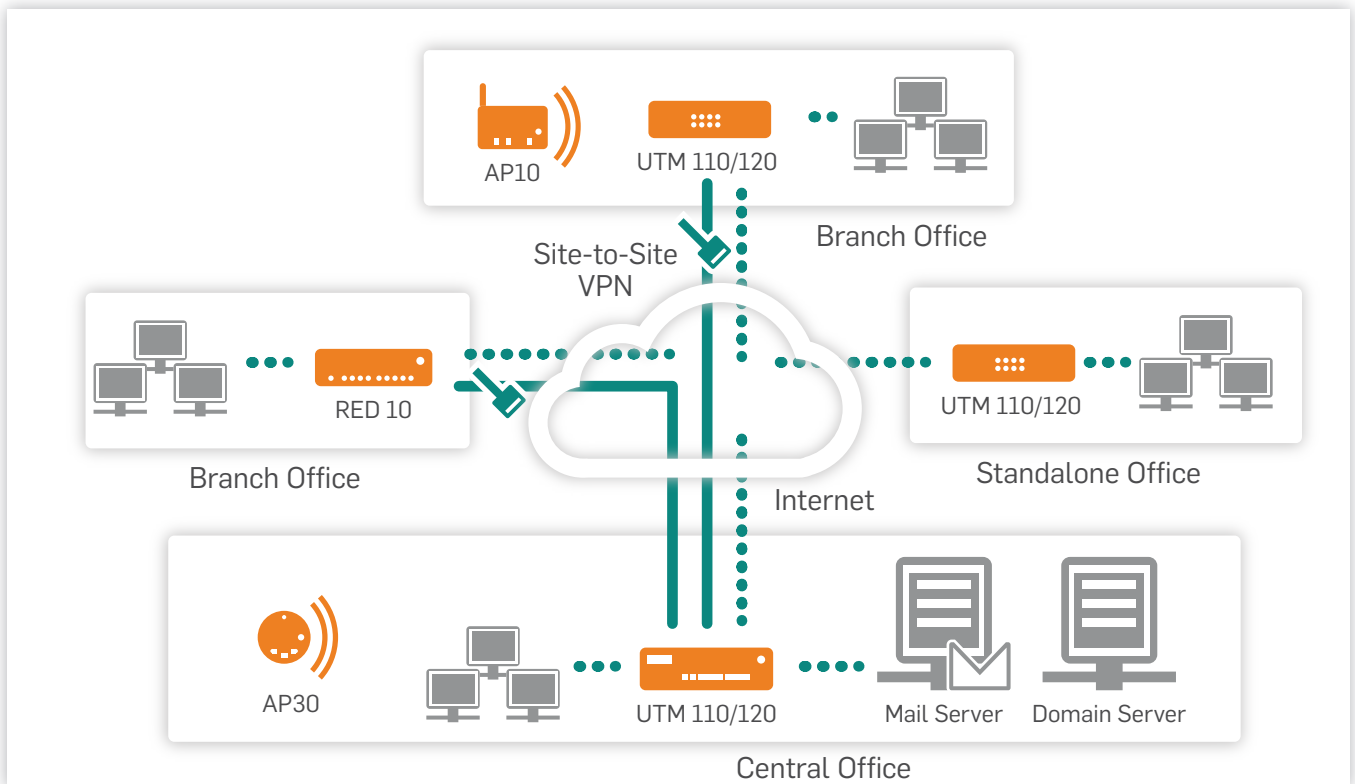 AP10
UTM 110/120
Branch Office
Site-to-Site
VPN
RED 10
Branch Office
UTM 110/120
Standalone Office
Internet
AP30
UTM 110/120
Mail Server
Domain Server
Central Office